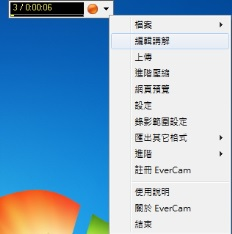 3 / 0:00:06
檔案
編輯講解
上傳
進階壓縮
網頁預覽
設定
錄影範圍設定
匯出其它格式
進階
註冊 EverCam
使用說明
關於 EverCam
結束